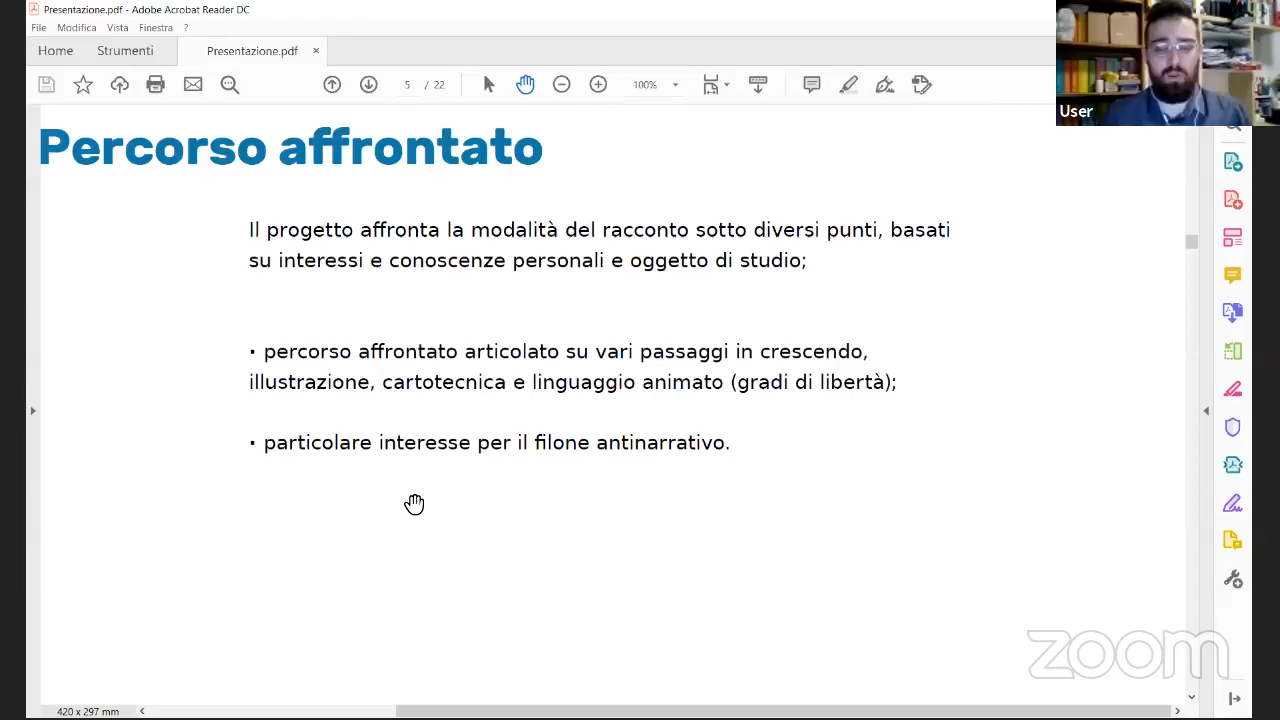 Presentazione.pdf - Adobe Acrobat Reader DC
File Modifica Vista Finestra ?
Home Strumenti Presentazione.pdf ×
5 / 22 100%
User
Percorso affrontato
Il progetto affronta la modalità del racconto sotto diversi punti, basati
su interessi e conoscenze personali e oggetto di studio;
· percorso affrontato articolato su vari passaggi in crescendo,
illustrazione, cartotecnica e linguaggio animato (gradi di libertà);
· particolare interesse per il filone antinarrativo.
zoom
420 x 297 mm